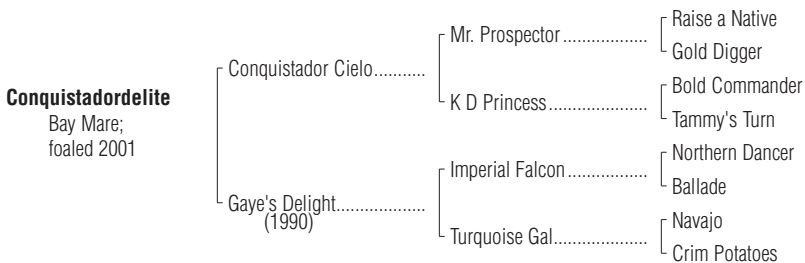 Raise a Native
Mr. Prospector..................
Gold Digger
Conquistador Cielo...........
Bold Commander
K D Princess.....................
Tammy's Turn
Conquistadordelite
Bay Mare;
foaled 2001
Northern Dancer
Imperial Falcon.................
Ballade
Gaye's Delight...................
(1990)
Navajo
Turquoise Gal....................
Crim Potatoes